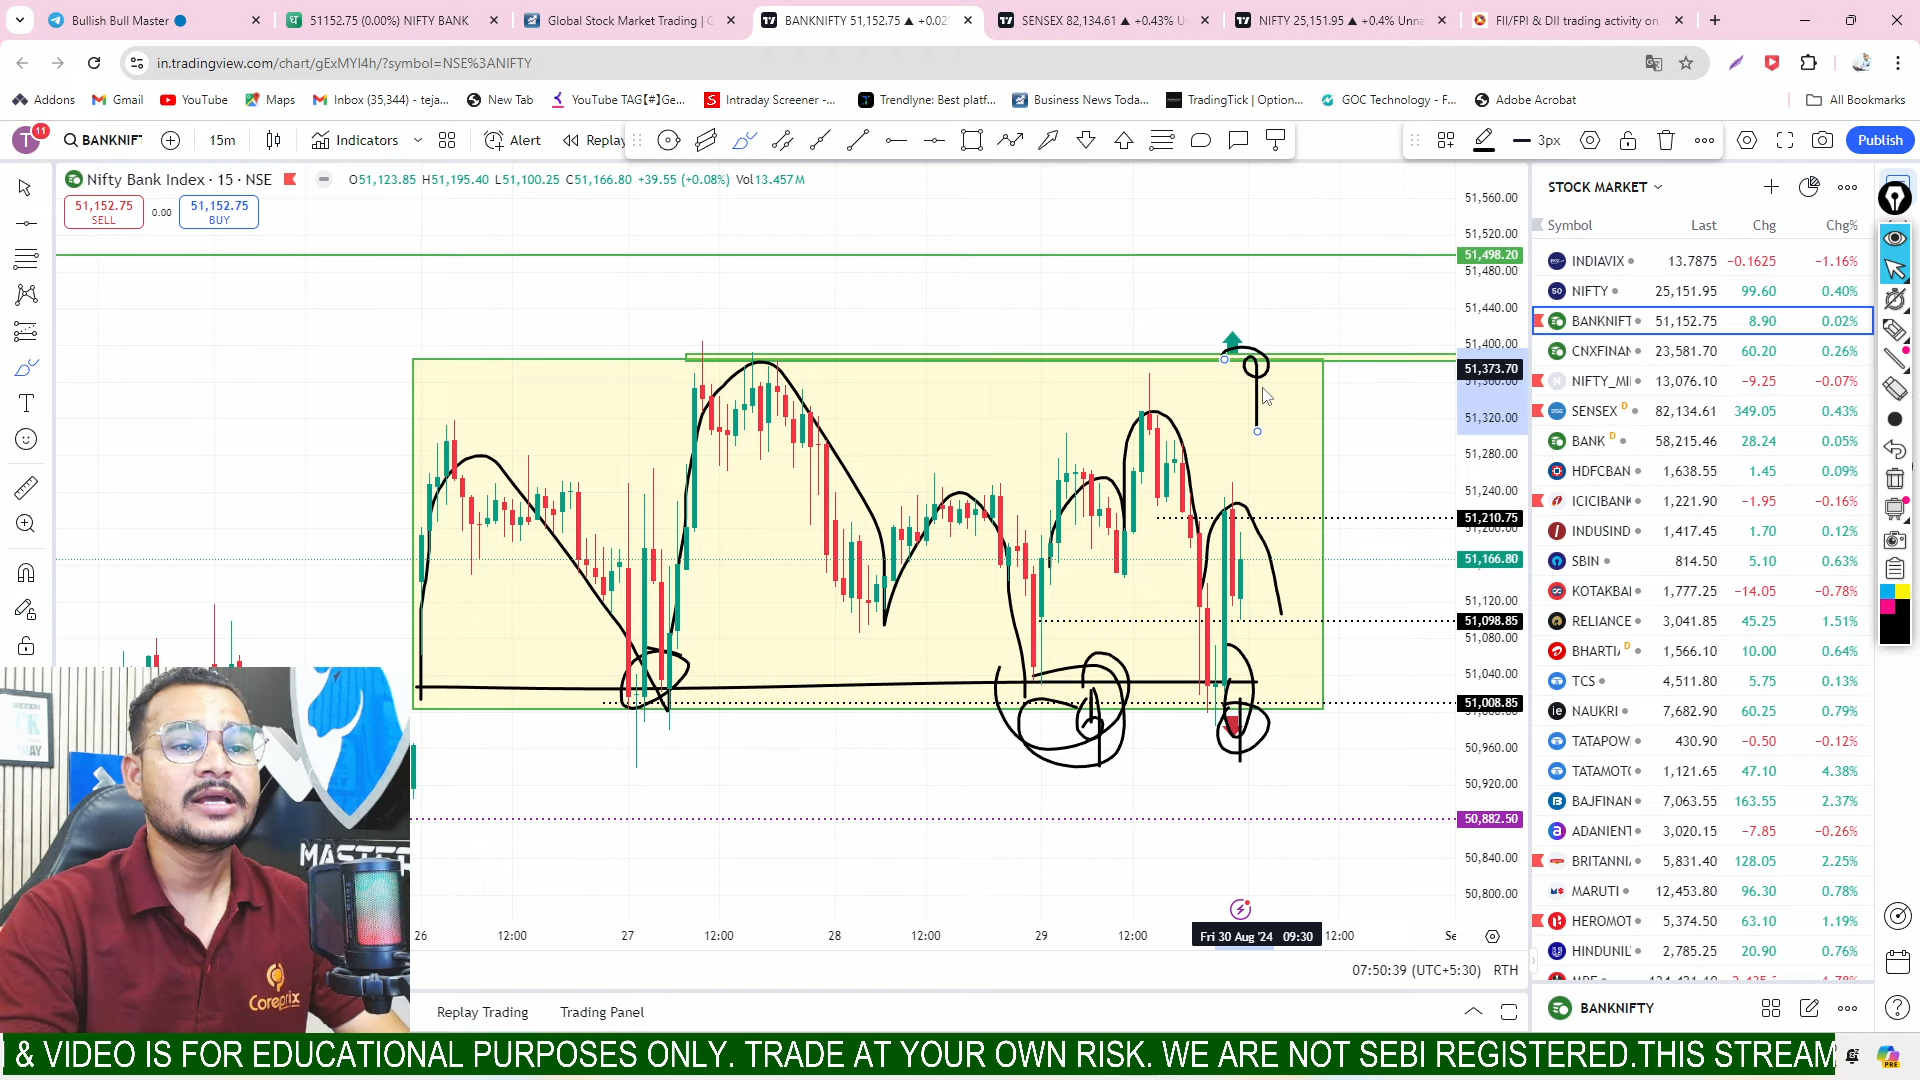 Bullish Bull Master
51152.75 (0.00%) NIFTY BANK
Global Stock Market Trading | G
BANKNIFTY 51,152.75 ▲ +0.02
SENSEX 82,134.61 ▲ +0.43% U
NIFTY 25,151.95 ▲ +0.4% Unna
FII/FPI & DII trading activity on
in.tradingview.com/chart/gExMYl4h/?symbol=NSE%3ANIFTY
Addons
Gmail
YouTube
Maps
Inbox (35,344) - teja...
New Tab
YouTube TAG【#】Ge...
Intraday Screener -...
Trendlyne: Best platf...
Business News Toda...
TradingTick | Option...
GOC Technology - F...
Adobe Acrobat
All Bookmarks
T 11
BANKNIF
15m
Indicators
Alert
Replay
3px
Publish
Nifty Bank Index · 15 · NSE
O51,123.85 H51,195.40 L51,100.25 C51,166.80 +39.55 (+0.08%) Vol13.457M
51,152.75 SELL
0.00
51,152.75 BUY
51,560.00
51,520.00
51,498.20
51,480.00
51,440.00
51,400.00
51,373.70
51,320.00
51,280.00
51,240.00
51,210.75
51,166.80
51,120.00
51,098.85
51,080.00
51,040.00
51,008.85
50,960.00
50,920.00
50,882.50
50,840.00
50,800.00
26
12:00
27
12:00
28
12:00
29
12:00
Fri 30 Aug '24 09:30
12:00
Se
07:50:39 (UTC+5:30) RTH
Replay Trading
Trading Panel
STOCK MARKET
Symbol Last Chg Chg%
INDIAVIX 13.7875 −0.1625 −1.16%
NIFTY 25,151.95 99.60 0.40%
BANKNIFT 51,152.75 8.90 0.02%
CNXFINAN 23,581.70 60.20 0.26%
NIFTY_MI 13,076.10 −9.25 −0.07%
SENSEX D 82,134.61 349.05 0.43%
BANK D 58,215.46 28.24 0.05%
HDFCBAN 1,638.55 1.45 0.09%
ICICIBANK 1,221.90 −1.95 −0.16%
INDUSIND 1,417.45 1.70 0.12%
SBIN 814.50 5.10 0.63%
KOTAKBAI 1,777.25 −14.05 −0.78%
RELIANCE 3,041.85 45.25 1.51%
BHARTI D 1,566.10 10.00 0.64%
TCS 4,511.80 5.75 0.13%
NAUKRI 7,682.90 60.25 0.79%
TATAPOW 430.90 −0.50 −0.12%
TATAMOT 1,121.65 47.10 4.38%
BAJFINAN 7,063.55 163.55 2.37%
ADANIENT 3,020.15 −7.85 −0.26%
BRITANNI 5,831.40 128.05 2.25%
MARUTI 12,453.80 96.30 0.78%
HEROMOT 5,374.50 63.10 1.19%
HINDUNIL 2,785.25 20.90 0.76%
BANKNIFTY
MASTER
Coreprix
& VIDEO IS FOR EDUCATIONAL PURPOSES ONLY. TRADE AT YOUR OWN RISK. WE ARE NOT SEBI REGISTERED.THIS STREAM